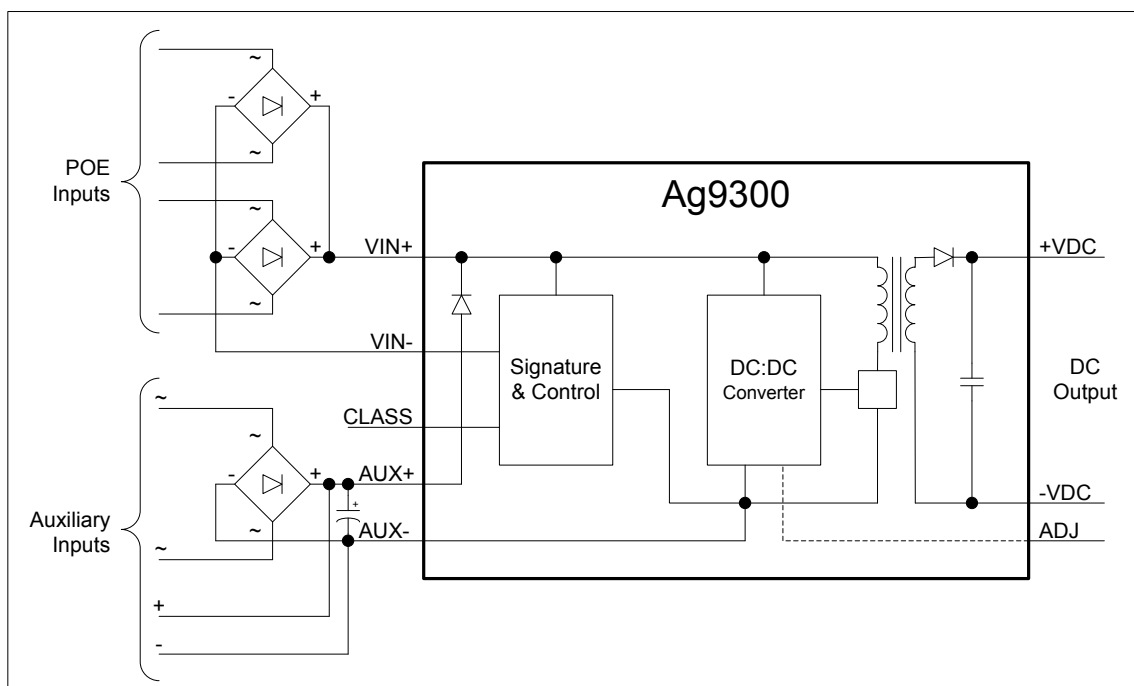 ~
- +
~
POE
Inputs
~
- +
~
Ag9300
VIN+
VIN-
CLASS
AUX+
AUX-
Signature
& Control
DC:DC
Converter
+VDC
DC
Output
-VDC
ADJ
~
~
- +
+
~
~
Auxiliary
Inputs
+
-